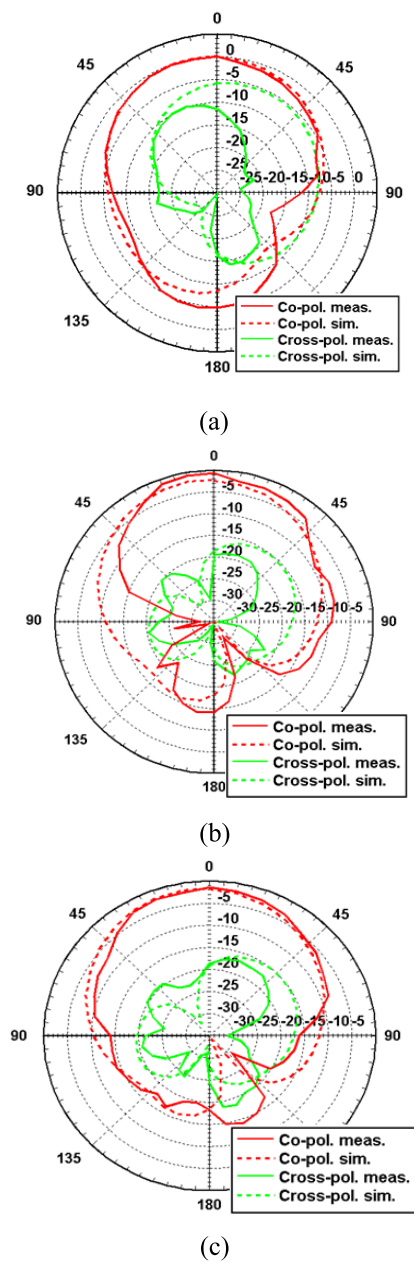 0
45
45
0
-5
-10
-15
-20
-25
-25-20-15-10-5 0
90
90
135
180
Co-pol. meas.
Co-pol. sim.
Cross-pol. meas.
Cross-pol. sim.
(a)
0
45
45
-5
-10
-15
-20
-25
-30
-30-25-20-15-10-5
90
90
135
180
Co-pol. meas.
Co-pol. sim.
Cross-pol. meas.
Cross-pol. sim.
(b)
0
45
45
-5
-10
-15
-20
-25
-30
-30-25-20-15-10-5
90
90
135
180
Co-pol. meas.
Co-pol. sim.
Cross-pol. meas.
Cross-pol. sim.
(c)